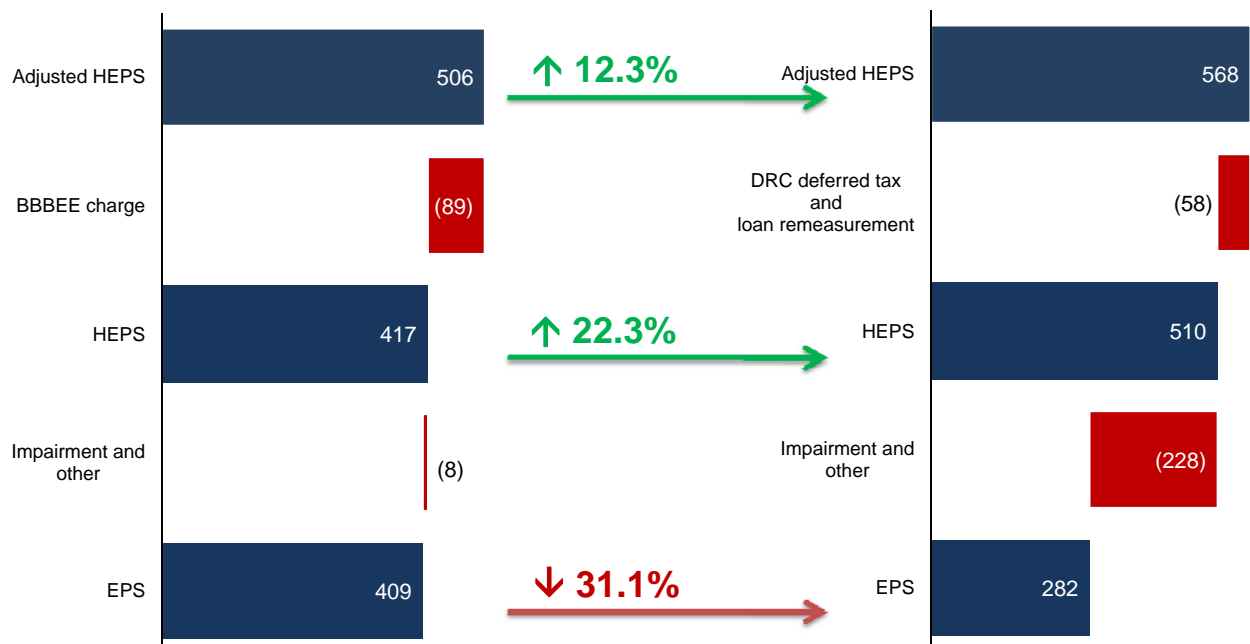 Adjusted HEPS
506
↑ 12.3%
Adjusted HEPS
568
BBBEE charge
(89)
DRC deferred tax
and
loan remeasurement
(58)
HEPS
417
↑ 22.3%
HEPS
510
Impairment and
other
(8)
Impairment and
other
(228)
EPS
409
↓ 31.1%
EPS
282